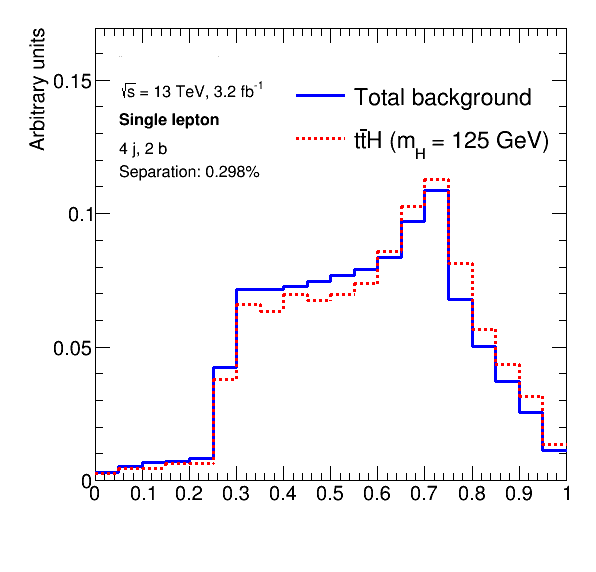 Arbitrary units
0.15
0.1
0.05
0
√s = 13 TeV, 3.2 fb⁻¹
Single lepton
4 j, 2 b
Separation: 0.298%
Total background
tt̄H (m_H = 125 GeV)
0 0.1 0.2 0.3 0.4 0.5 0.6 0.7 0.8 0.9 1